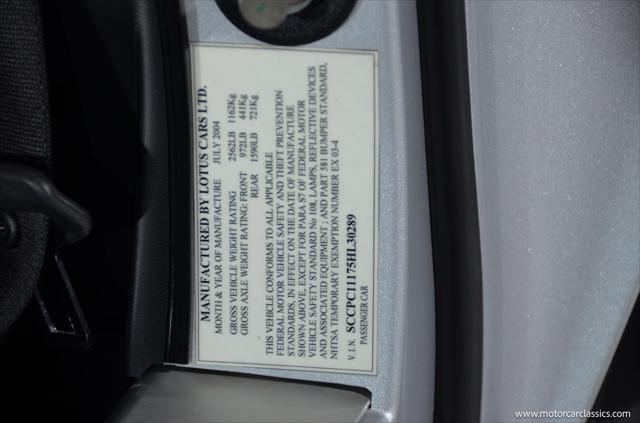 MANUFACTURED BY LOTUS CARS LTD.
MONTH & YEAR OF MANUFACTURE JULY 2004
GROSS VEHICLE WEIGHT RATING 2562LB 1162Kg
GROSS AXLE WEIGHT RATING: FRONT 972LB 441Kg
REAR 1590LB 721Kg
THIS VEHICLE CONFORMS TO ALL APPLICABLE
FEDERAL MOTOR VEHICLE SAFETY AND THEFT PREVENTION
STANDARDS, IN EFFECT ON THE DATE OF MANUFACTURE
SHOWN ABOVE, EXCEPT FOR PARA S7 OF FEDERAL MOTOR
VEHICLE SAFETY STANDARD No 108, LAMPS, REFLECTIVE DEVICES
AND ASSOCIATED EQUIPMENT ; AND PART 581 BUMPER STANDARD,
NHTSA TEMPORARY EXEMPTION NUMBER EX 03-4
V. I. N. SCCPC11175HL30289
PASSENGER CAR
www.motorcarclassics.com